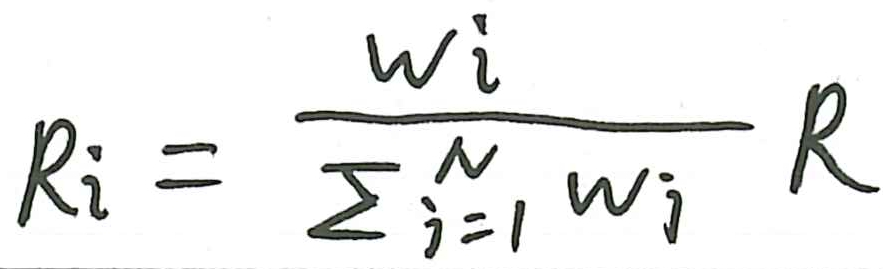 $R_i = \frac{w_i}{\sum_{j=1}^{N} w_j} R$